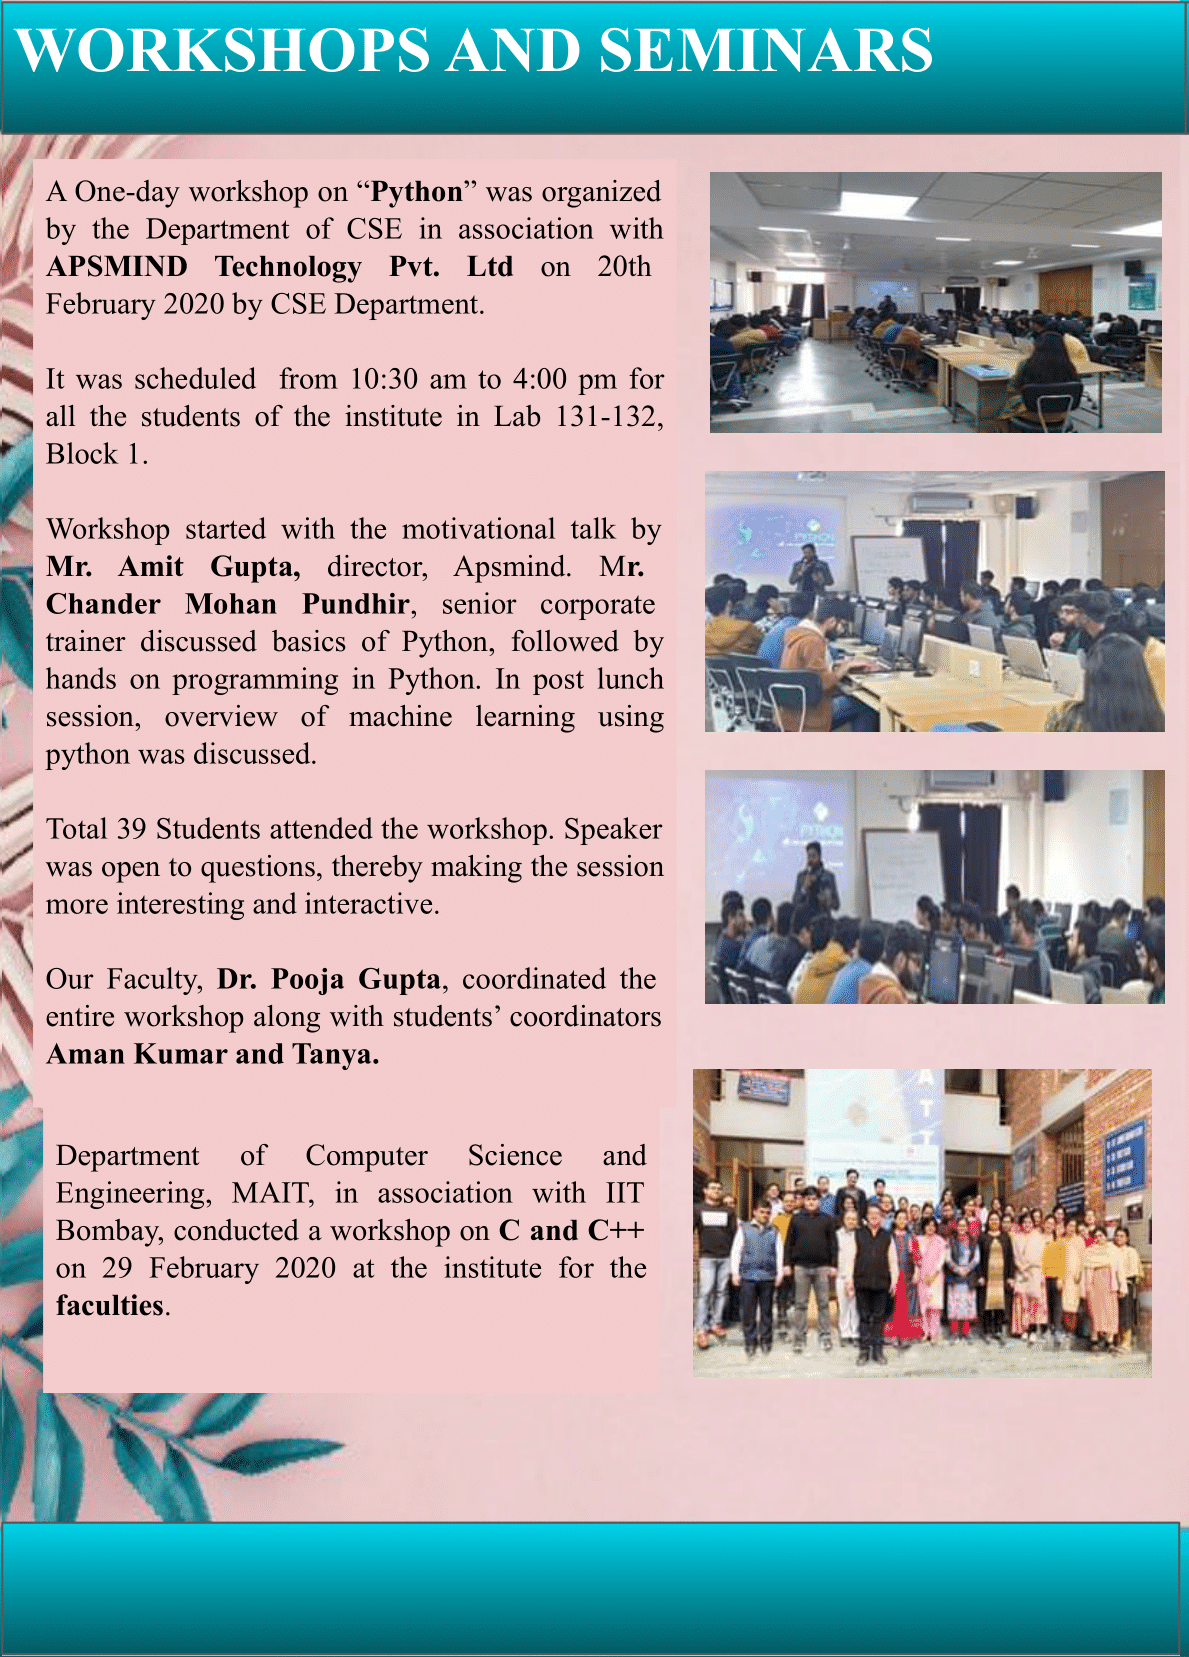 WORKSHOPS AND SEMINARS
A One-day workshop on “Python” was organized
by the Department of CSE in association with
APSMIND Technology Pvt. Ltd on 20th
February 2020 by CSE Department.
It was scheduled from 10:30 am to 4:00 pm for
all the students of the institute in Lab 131-132,
Block 1.
Workshop started with the motivational talk by
Mr. Amit Gupta, director, Apsmind. Mr.
Chander Mohan Pundhir, senior corporate
trainer discussed basics of Python, followed by
hands on programming in Python. In post lunch
session, overview of machine learning using
python was discussed.
Total 39 Students attended the workshop. Speaker
was open to questions, thereby making the session
more interesting and interactive.
Our Faculty, Dr. Pooja Gupta, coordinated the
entire workshop along with students’ coordinators
Aman Kumar and Tanya.
Department of Computer Science and
Engineering, MAIT, in association with IIT
Bombay, conducted a workshop on C and C++
on 29 February 2020 at the institute for the
faculties.
PYTHON
PYTHON
A
T
T